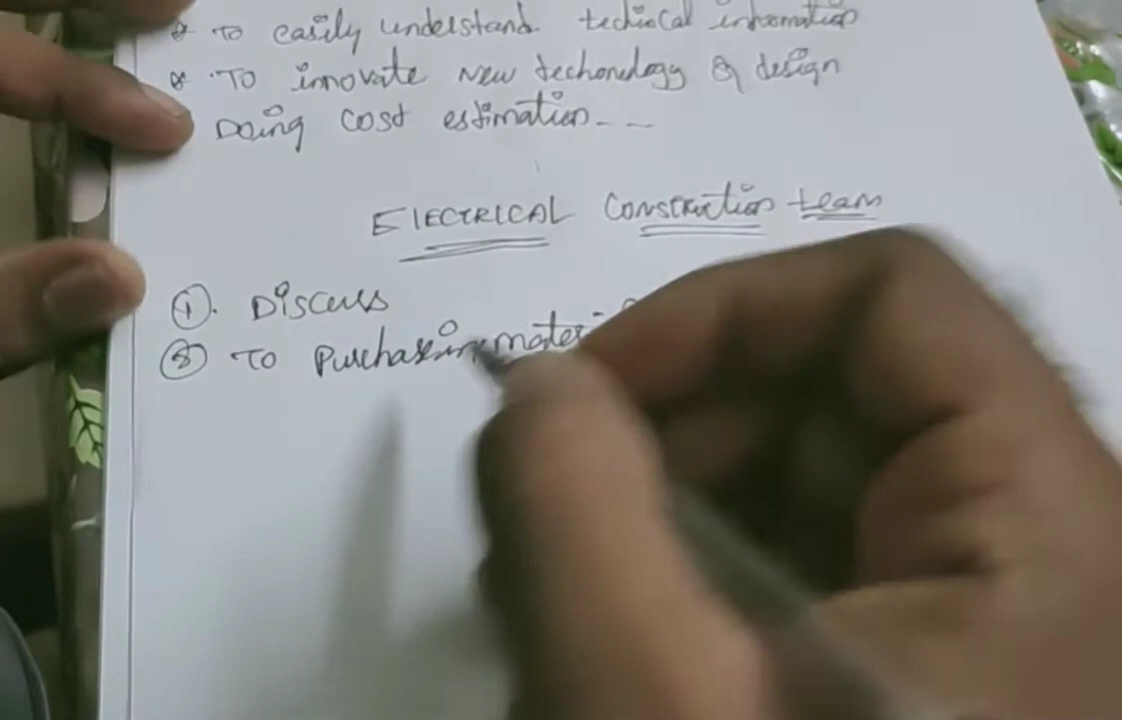 * To easily understand techincal information
* To innovate New techonology & design
Doing cost estimation--
ELECTRICAL Construction team
①. Discuss
② To Purchasing